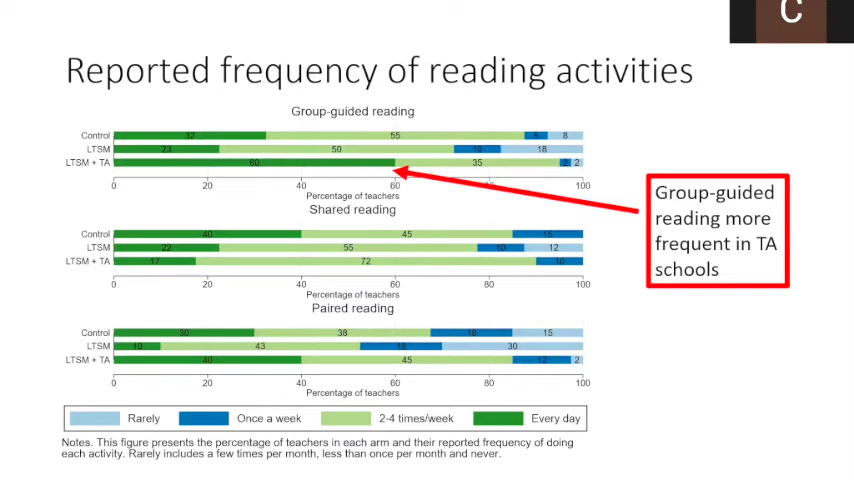 C
Reported frequency of reading activities
Group-guided reading
Control 32 55 5 8
LTSM 23 50 10 18
LTSM + TA 60 35 2 2
0 20 40 60 80 100
Percentage of teachers
Shared reading
Control 40 45 15
LTSM 22 55 10 12
LTSM + TA 17 72 10
0 20 40 60 80 100
Percentage of teachers
Paired reading
Control 30 38 18 15
LTSM 10 43 18 30
LTSM + TA 40 45 12 2
0 20 40 60 80 100
Percentage of teachers
Rarely Once a week 2-4 times/week Every day
Notes. This figure presents the percentage of teachers in each arm and their reported frequency of doing
each activity. Rarely includes a few times per month, less than once per month and never.
Group-guided
reading more
frequent in TA
schools